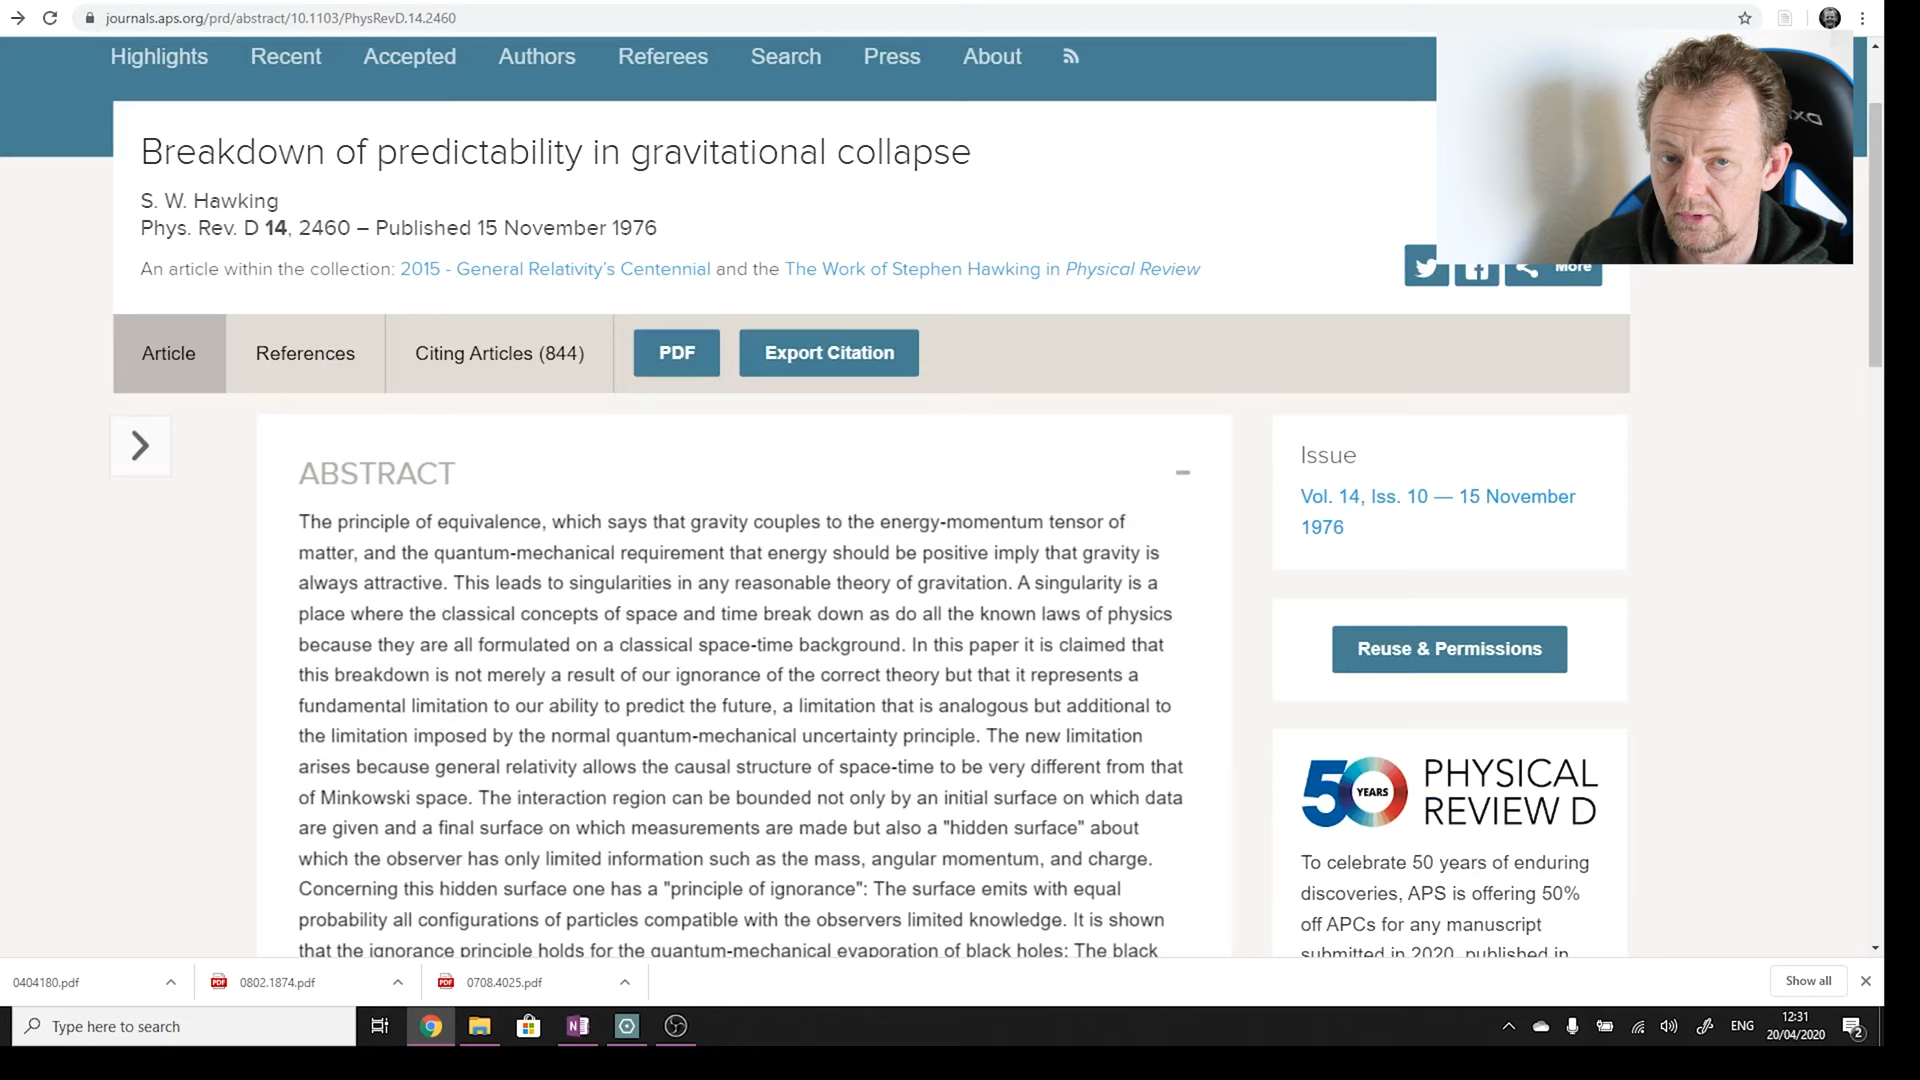 journals.aps.org/prd/abstract/10.1103/PhysRevD.14.2460
Highlights Recent Accepted Authors Referees Search Press About
Breakdown of predictability in gravitational collapse
S. W. Hawking
Phys. Rev. D 14, 2460 – Published 15 November 1976
An article within the collection: 2015 - General Relativity's Centennial and the The Work of Stephen Hawking in Physical Review
More
Article References Citing Articles (844) PDF Export Citation
ABSTRACT
The principle of equivalence, which says that gravity couples to the energy-momentum tensor of
matter, and the quantum-mechanical requirement that energy should be positive imply that gravity is
always attractive. This leads to singularities in any reasonable theory of gravitation. A singularity is a
place where the classical concepts of space and time break down as do all the known laws of physics
because they are all formulated on a classical space-time background. In this paper it is claimed that
this breakdown is not merely a result of our ignorance of the correct theory but that it represents a
fundamental limitation to our ability to predict the future, a limitation that is analogous but additional to
the limitation imposed by the normal quantum-mechanical uncertainty principle. The new limitation
arises because general relativity allows the causal structure of space-time to be very different from that
of Minkowski space. The interaction region can be bounded not only by an initial surface on which data
are given and a final surface on which measurements are made but also a "hidden surface" about
which the observer has only limited information such as the mass, angular momentum, and charge.
Concerning this hidden surface one has a "principle of ignorance": The surface emits with equal
probability all configurations of particles compatible with the observers limited knowledge. It is shown
that the ignorance principle holds for the quantum-mechanical evaporation of black holes: The black
Issue
Vol. 14, Iss. 10 — 15 November
1976
Reuse & Permissions
50 YEARS
PHYSICAL
REVIEW D
To celebrate 50 years of enduring
discoveries, APS is offering 50%
off APCs for any manuscript
submitted in 2020, published in
0404180.pdf
PDF 0802.1874.pdf
PDF 0708.4025.pdf
Show all
Type here to search
N
ENG
12:31
20/04/2020
2